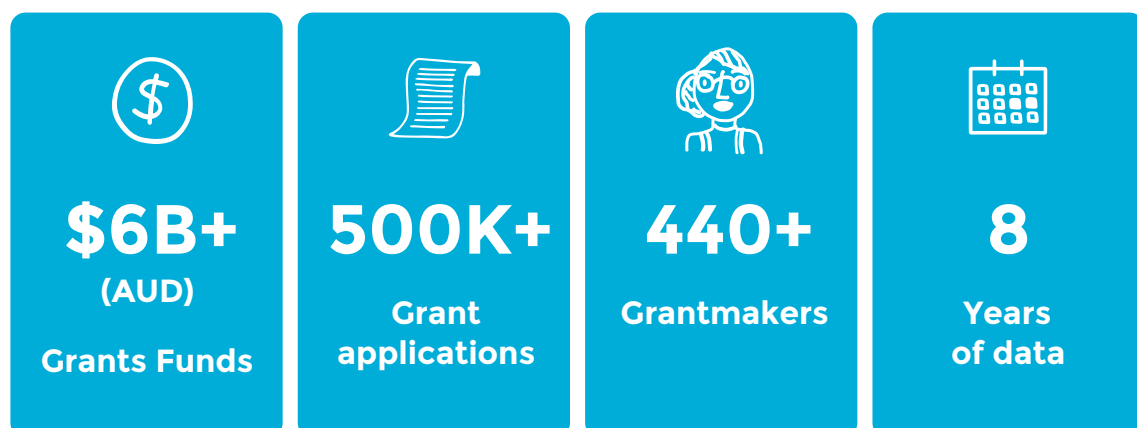 $6B+
(AUD)
Grants Funds
500K+
Grant
applications
440+
Grantmakers
8
Years
of data